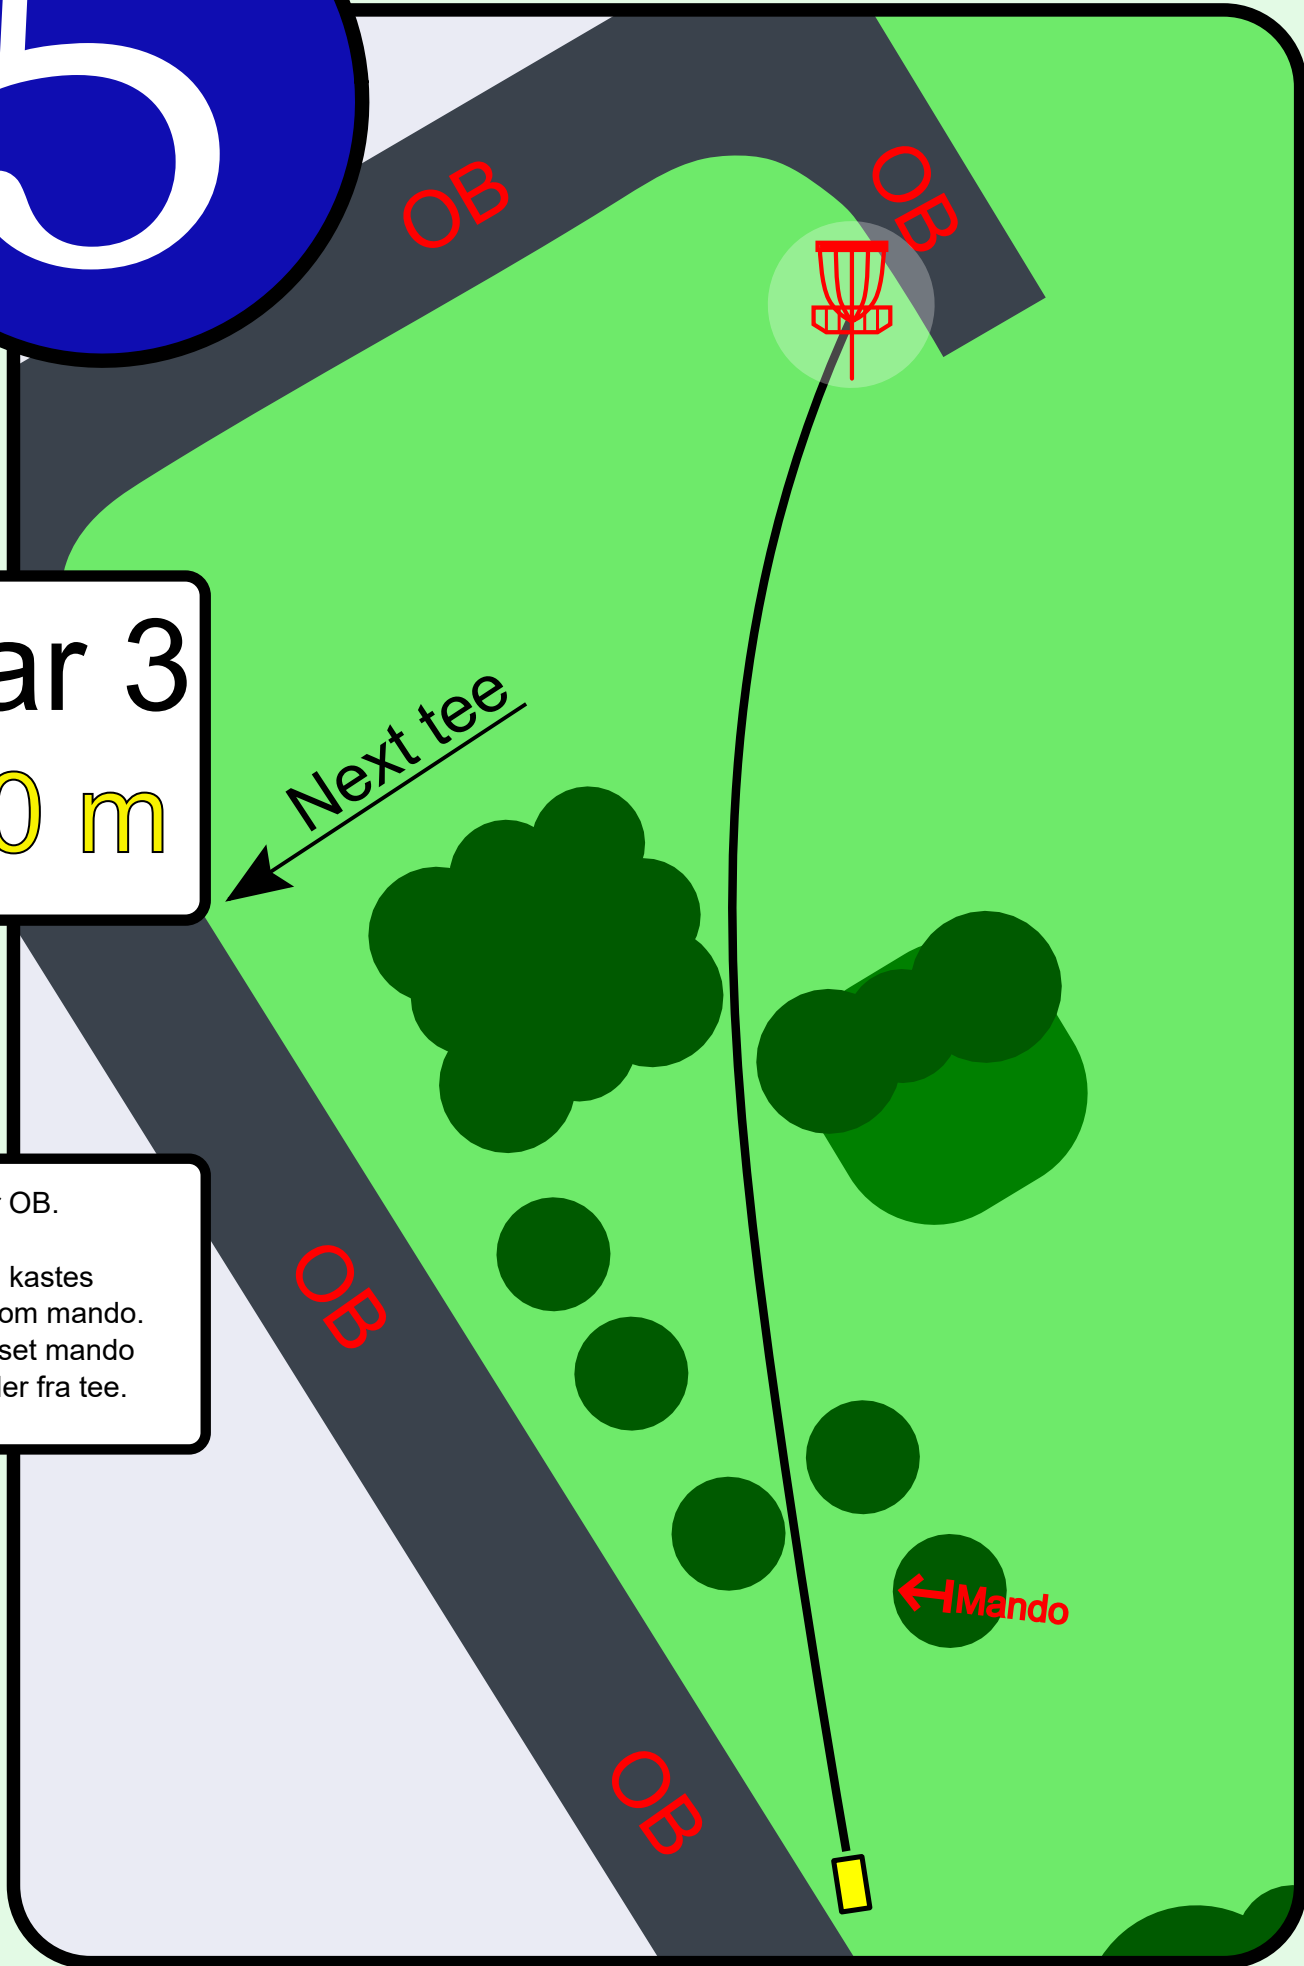 5
OB
OB
ar 3
0 m
Next tee
OB.
kastes
om mando.
set mando
er fra tee.
OB
Mando
OB